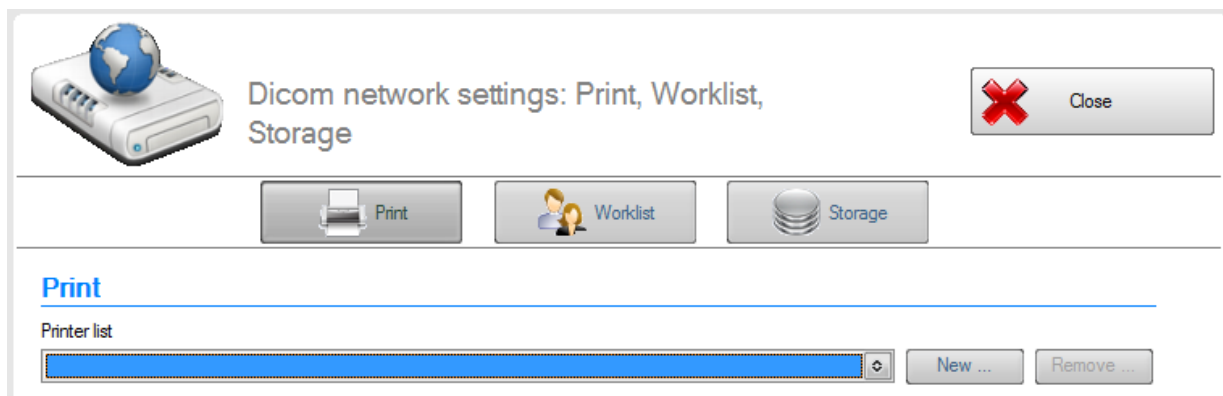 Dicom network settings: Print, Worklist,
Storage
Close
Print
Worklist
Storage
Print
Printer list
New ...
Remove ...